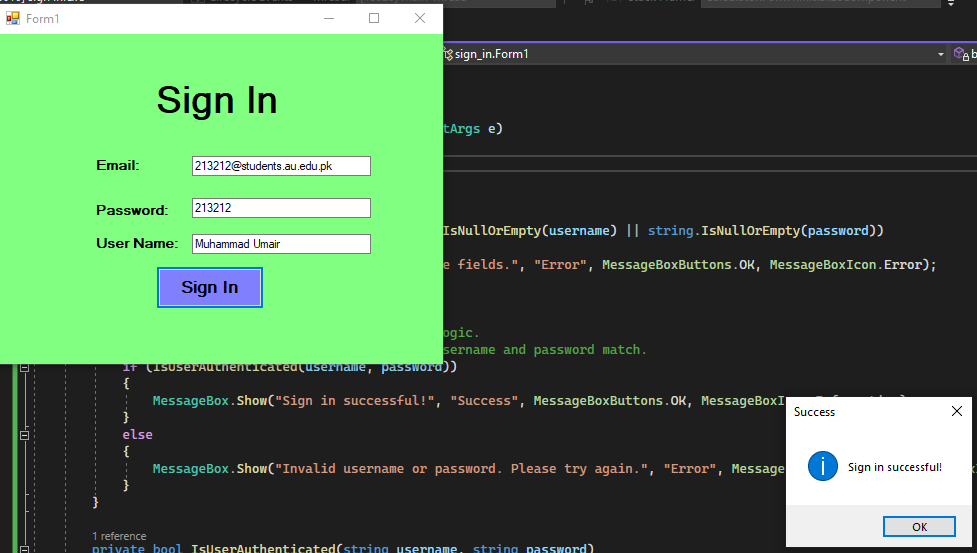 Form1
sign_in.Form1
Sign In
tArgs e)
Email:
213212@students.au.edu.pk
Password:
213212
IsNullOrEmpty(username) || string.IsNullOrEmpty(password))
User Name:
Muhammad Umair
e fields.", "Error", MessageBoxButtons.OK, MessageBoxIcon.Error);
Sign In
ogic.
sername and password match.
if (IsUserAuthenticated(username, password))
{
MessageBox.Show("Sign in successful!", "Success", MessageBoxButtons.OK, MessageBoxI
}
else
{
MessageBox.Show("Invalid username or password. Please try again.", "Error", Message
}
}
1 reference
private bool IsUserAuthenticated(string username, string password)
Success
Sign in successful!
OK